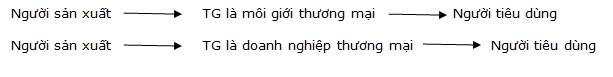 Người sản xuất TG là môi giới thương mại Người tiêu dùng
Người sản xuất TG là doanh nghiệp thương mại Người tiêu dùng